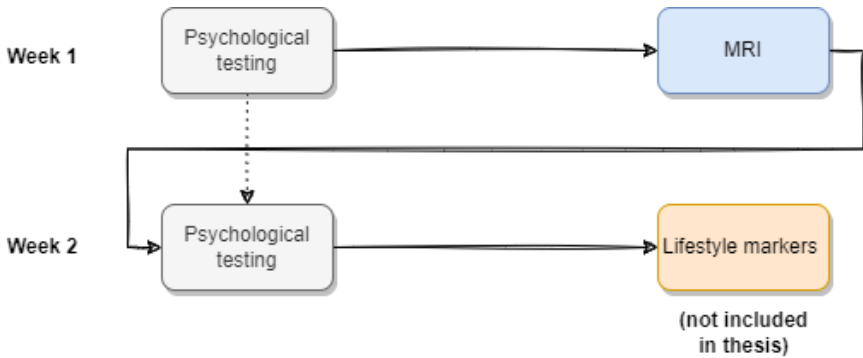 Week 1
Psychological
testing
MRI
Week 2
Psychological
testing
Lifestyle markers
(not included
in thesis)